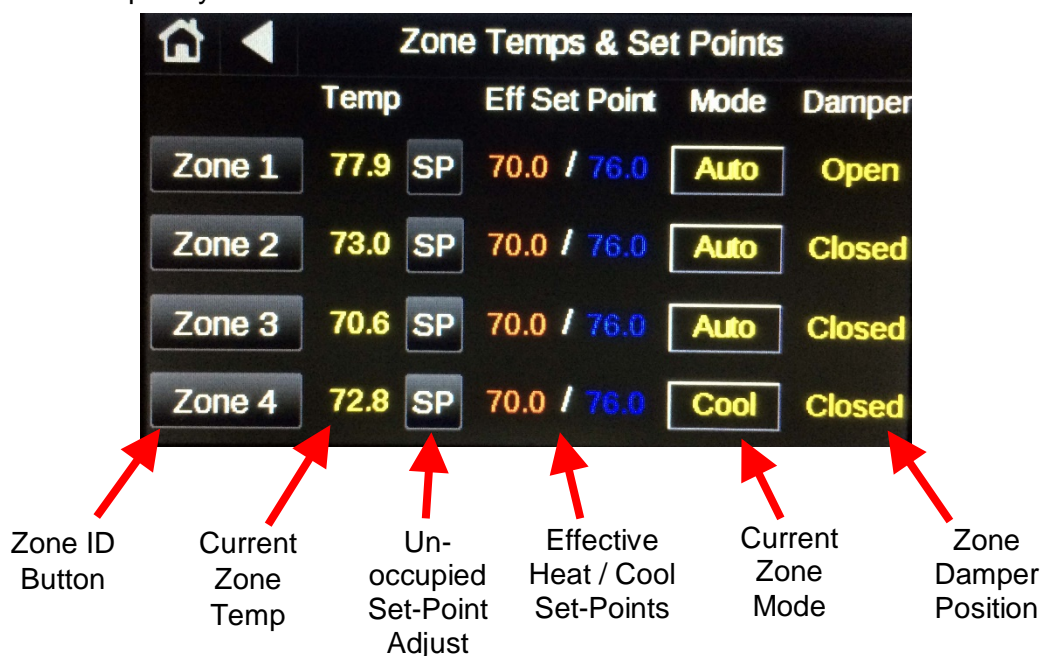 Zone Temps & Set Points
Temp Eff Set Point Mode Damper
Zone 1 77.9 SP 70.0 / 76.0 Auto Open
Zone 2 73.0 SP 70.0 / 76.0 Auto Closed
Zone 3 70.6 SP 70.0 / 76.0 Auto Closed
Zone 4 72.8 SP 70.0 / 76.0 Cool Closed
Zone ID
Button
Current
Zone
Temp
Un-
occupied
Set-Point
Adjust
Effective
Heat / Cool
Set-Points
Current
Zone
Mode
Zone
Damper
Position